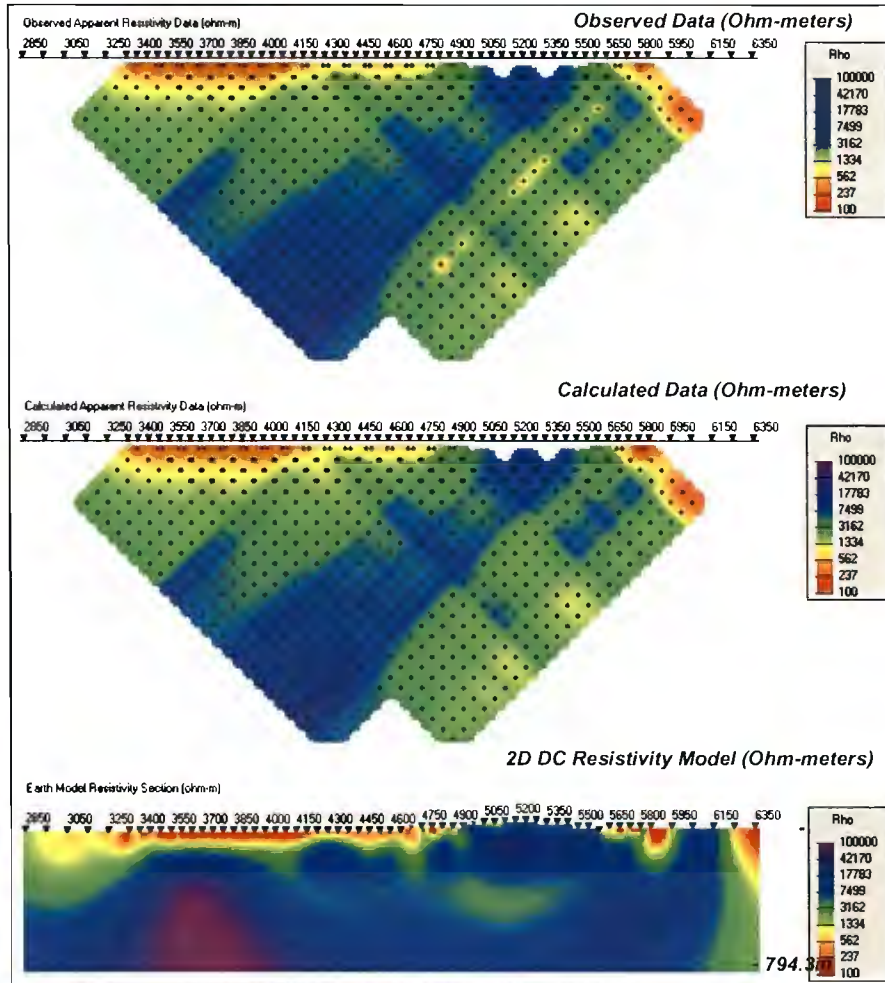 Observed Apparent Resistivity Data (ohm-m)
Observed Data (Ohm-meters)
2850 3050 3250 3400 3550 3700 3850 4000 4150 4300 4450 4600 4750 4900 5050 5200 5350 5500 5650 5800 5950 6150 6350
Rho
100000
42170
17783
7499
3162
1334
562
237
100
Calculated Data (Ohm-meters)
Calculated Apparent Resistivity Data (ohm-m)
2850 3050 3250 3400 3550 3700 3850 4000 4150 4300 4450 4600 4750 4900 5050 5200 5350 5500 5650 5800 5950 6150 6350
Rho
100000
42170
17783
7499
3162
1334
562
237
100
2D DC Resistivity Model (Ohm-meters)
Earth Model Resistivity Section (ohm-m)
2850 3050 3250 3400 3550 3700 3850 4000 4150 4300 4450 4600 4750 4900 5050 5200 5350 5500 5650 5800 5950 6150 6350
Rho
100000
42170
17783
7499
3162
1334
562
237
100
794.3m